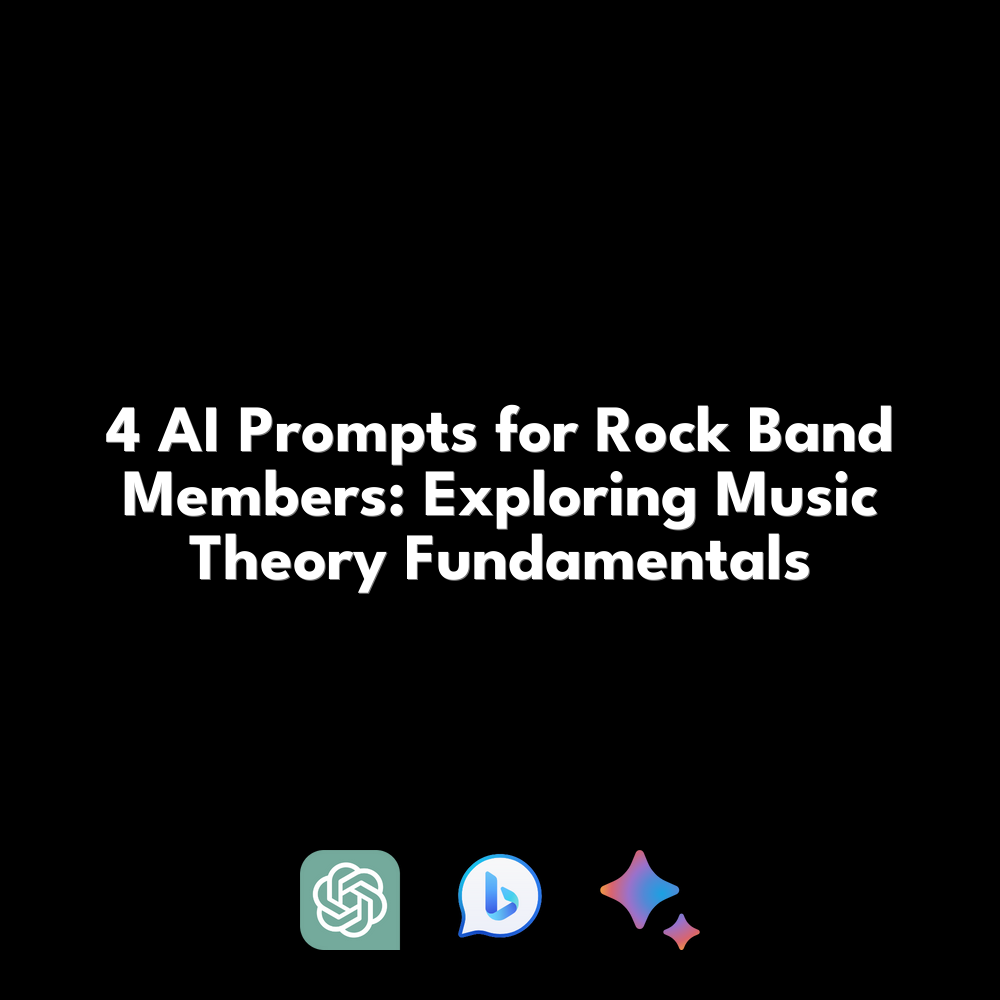 4 AI Prompts for Rock Band
Members: Exploring Music
Theory Fundamentals